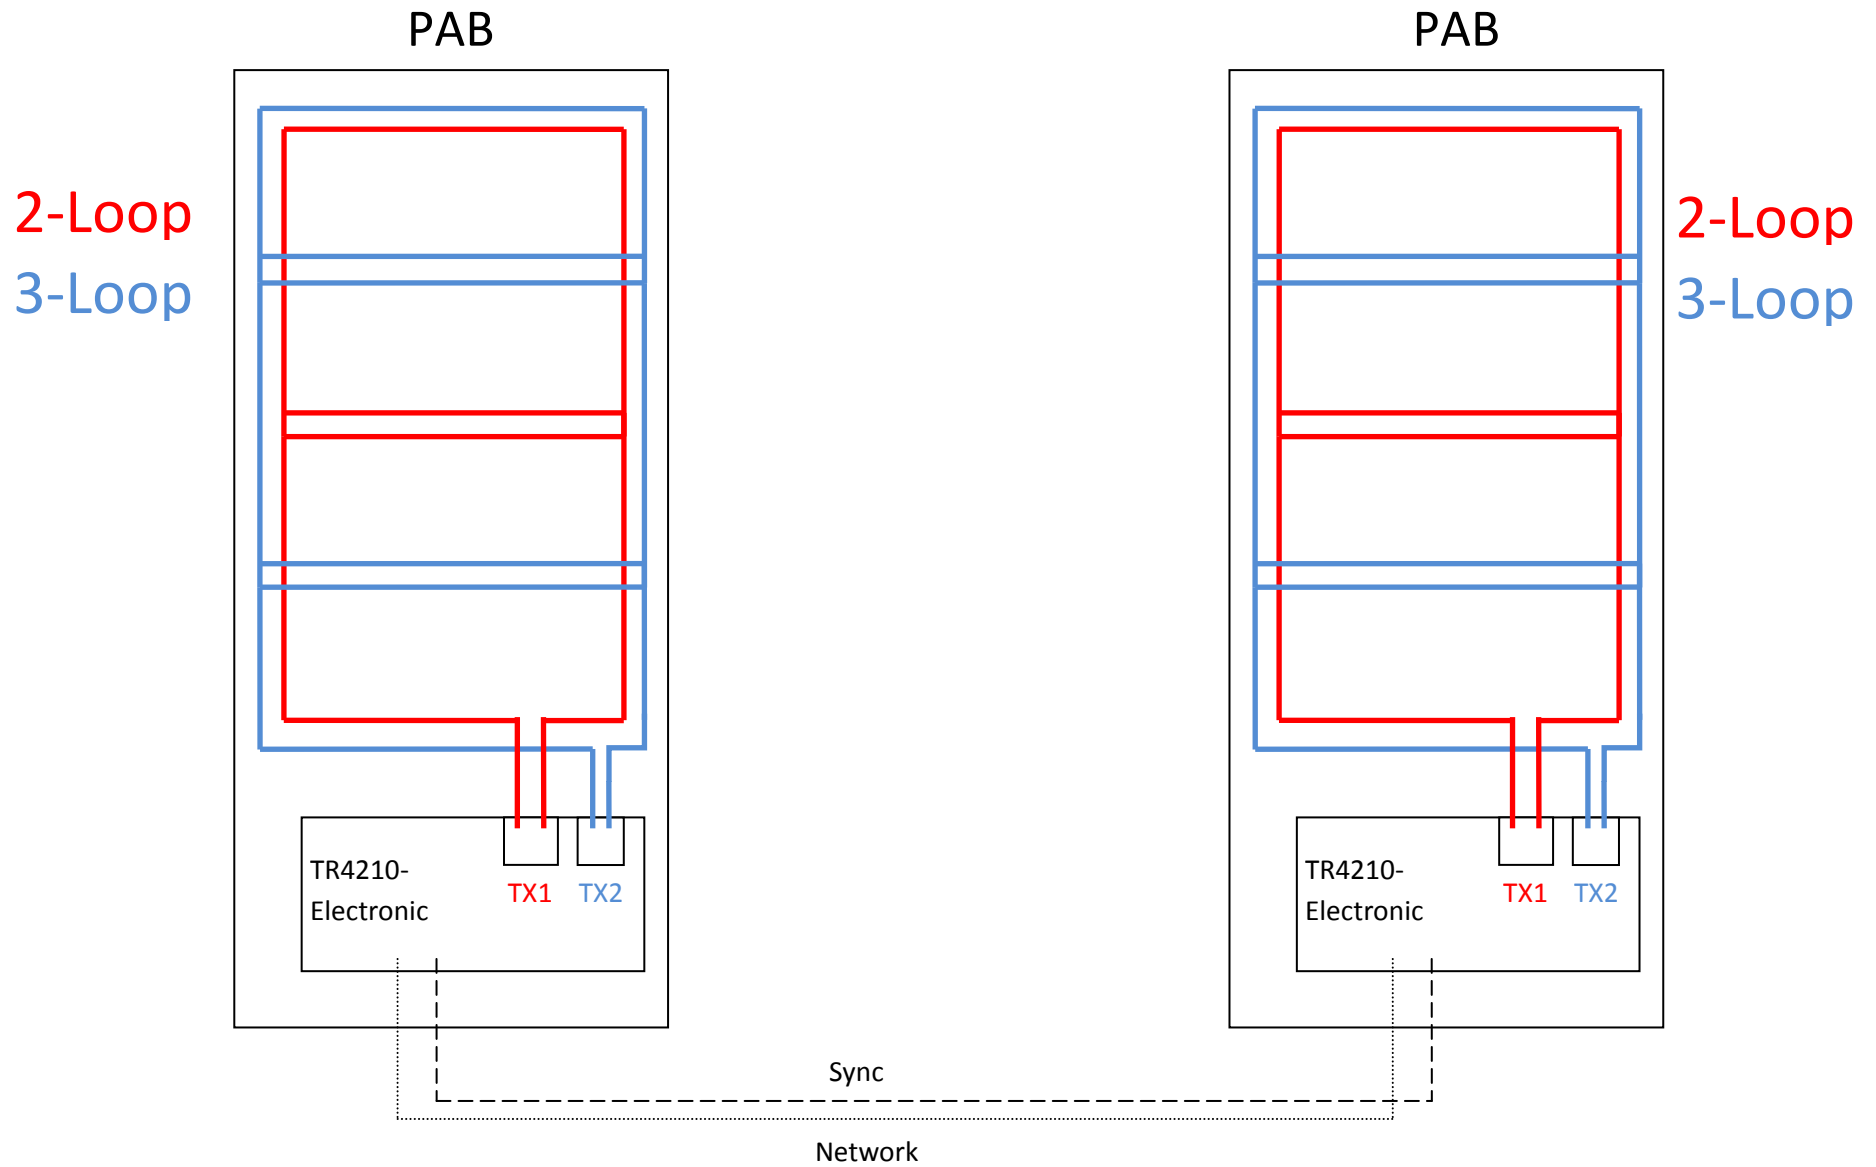 PAB
PAB
2-Loop
3-Loop
2-Loop
3-Loop
TR4210-
Electronic
TX1
TX2
TR4210-
Electronic
TX1
TX2
Sync
Network